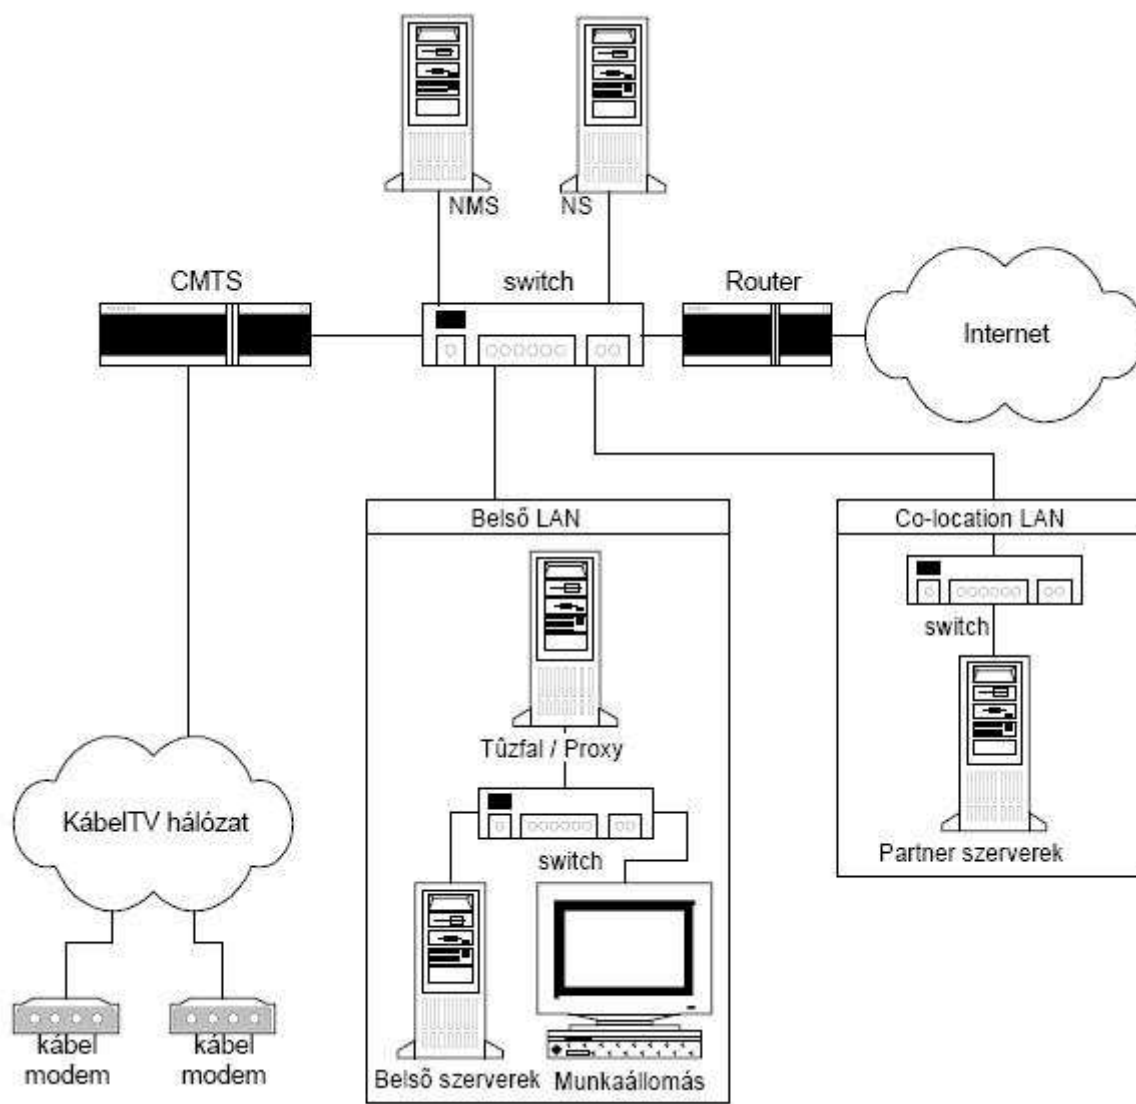 NMS
NS
CMTS
switch
Router
Internet
Belső LAN
Co-location LAN
switch
Tûzfal / Proxy
KábelTV hálózat
switch
Partner szerverek
kábel
modem
kábel
modem
Belső szerverek
Munkaállomás